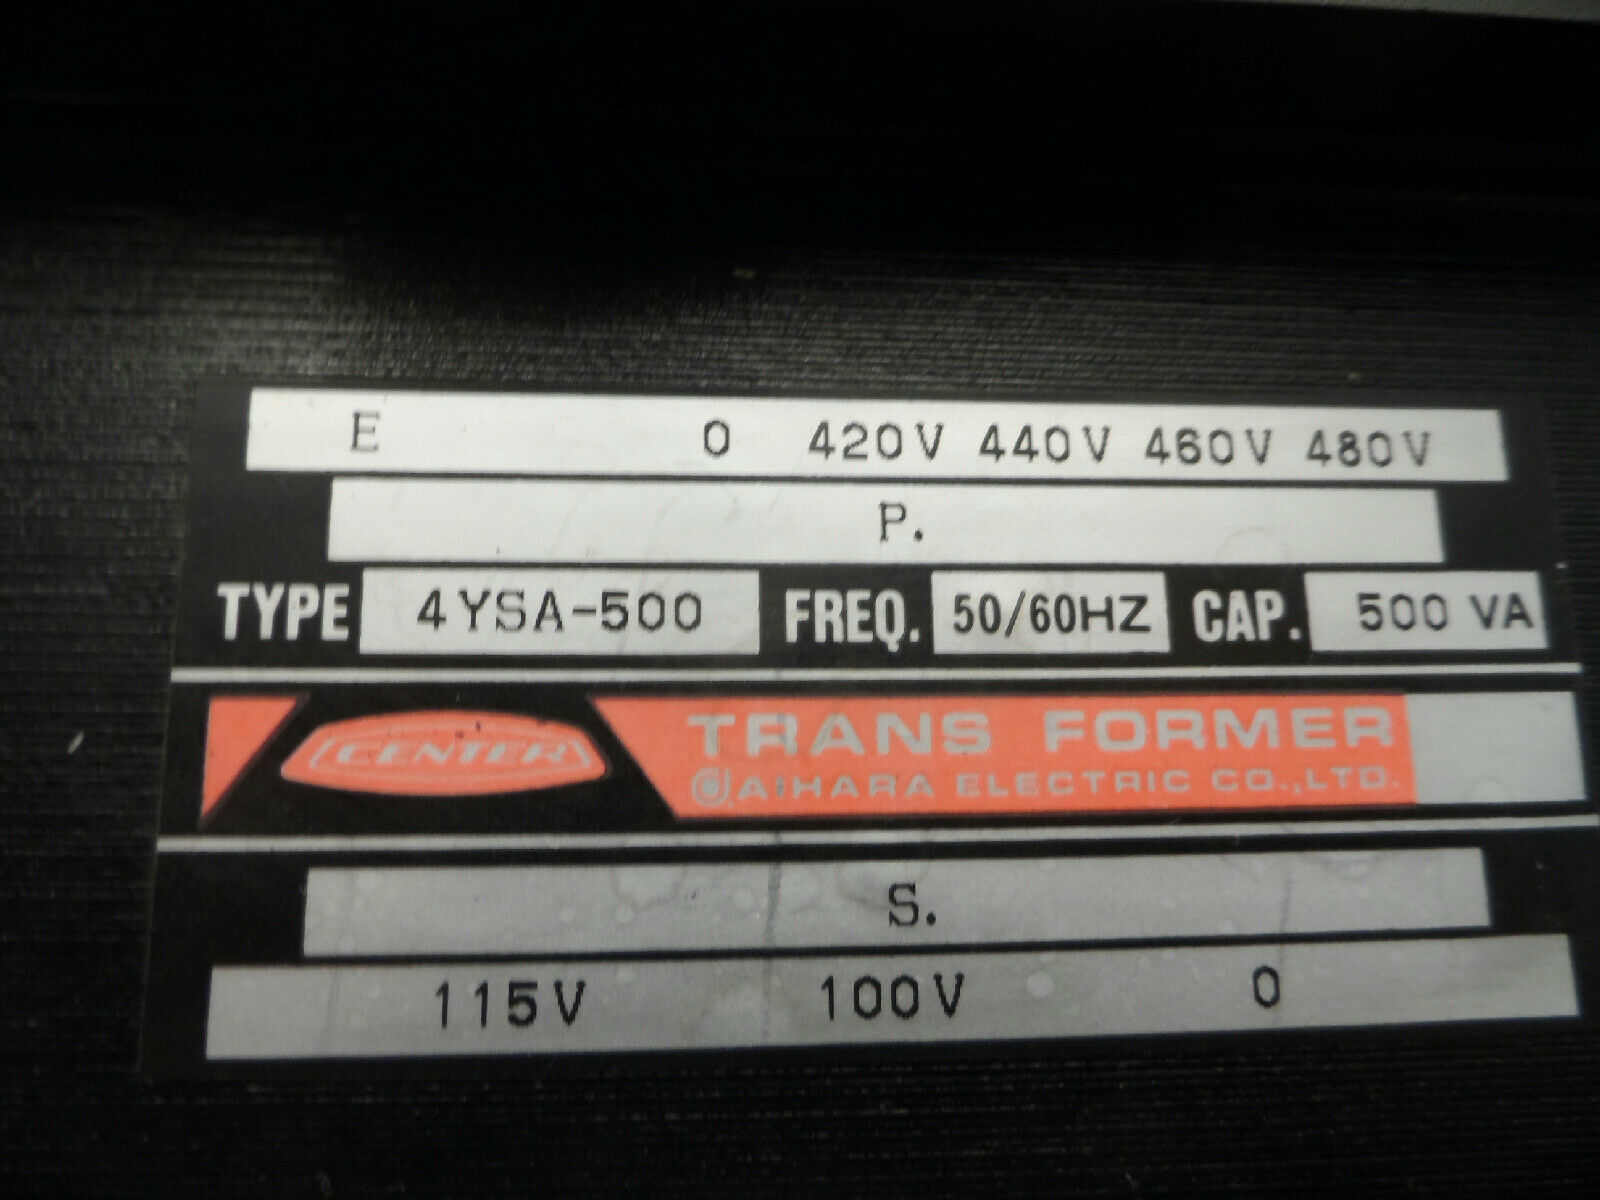 E 0 420V 440V 460V 480V
P.
TYPE 4YSA-500 FREQ. 50/60HZ CAP. 500 VA
CENTER TRANS FORMER
AIHARA ELECTRIC CO.,LTD.
S.
115V 100V 0